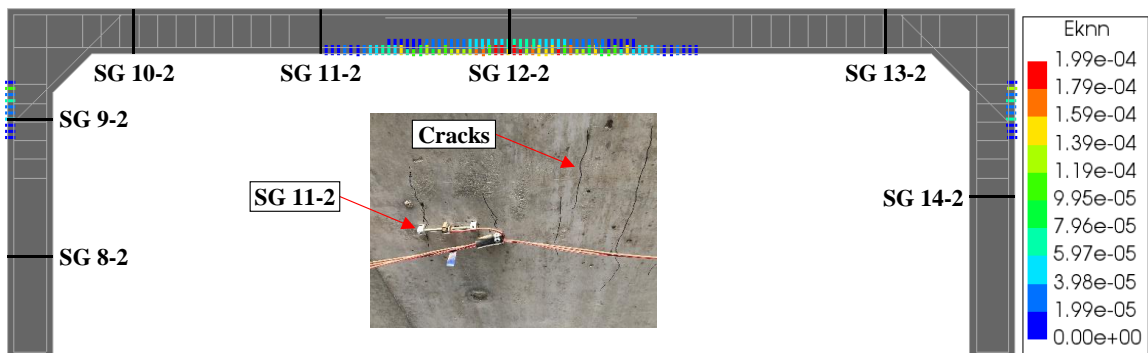 SG 10-2
SG 11-2
SG 12-2
SG 13-2
SG 9-2
SG 8-2
Cracks
SG 11-2
SG 14-2
Eknn
1.99e-04
1.79e-04
1.59e-04
1.39e-04
1.19e-04
9.95e-05
7.96e-05
5.97e-05
3.98e-05
1.99e-05
0.00e+00